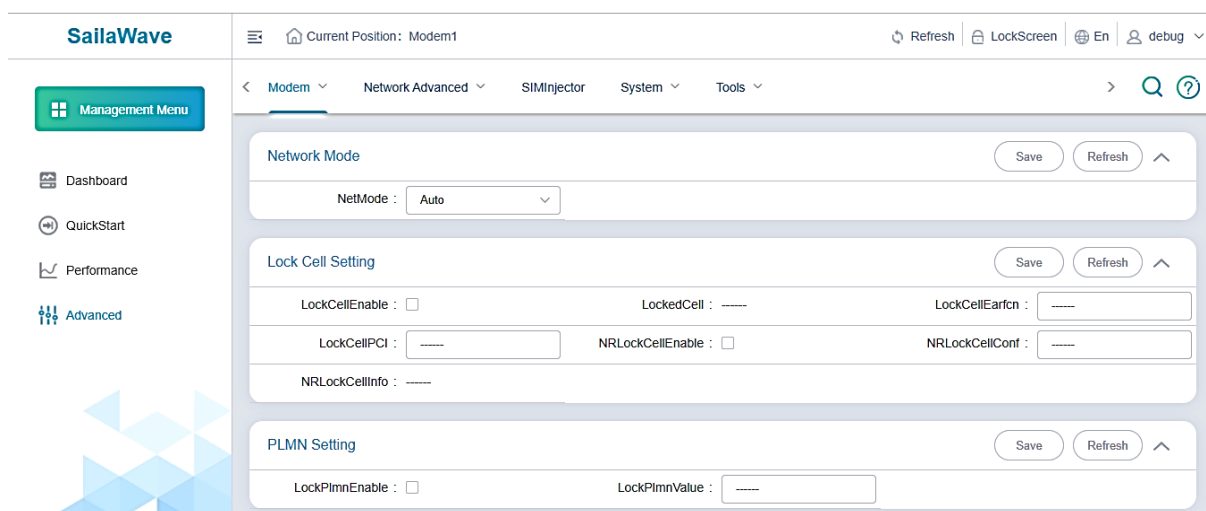 SailaWave
Current Position: Modem1
Refresh
LockScreen
En
debug
Management Menu
Dashboard
QuickStart
Performance
Advanced
Modem
Network Advanced
SIMInjector
System
Tools
Network Mode
Save
Refresh
NetMode :
Auto
Lock Cell Setting
Save
Refresh
LockCellEnable :
LockedCell : ------
LockCellEarfcn : ------
LockCellPCI : ------
NRLockCellEnable :
NRLockCellConf : ------
NRLockCellInfo : ------
PLMN Setting
Save
Refresh
LockPlmnEnable :
LockPlmnValue : ------